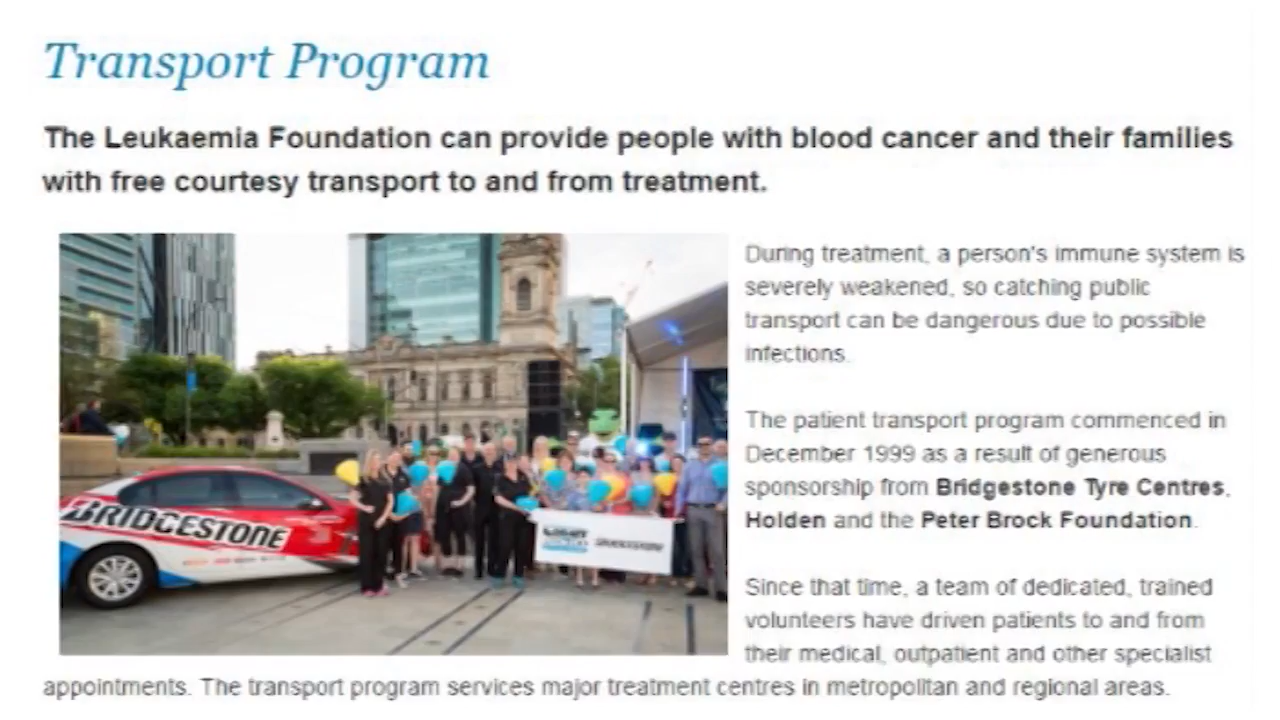 Transport Program
The Leukaemia Foundation can provide people with blood cancer and their families
with free courtesy transport to and from treatment.
During treatment, a person's immune system is
severely weakened, so catching public
transport can be dangerous due to possible
infections.
The patient transport program commenced in
December 1999 as a result of generous
sponsorship from Bridgestone Tyre Centres,
Holden and the Peter Brock Foundation.
Since that time, a team of dedicated, trained
volunteers have driven patients to and from
their medical, outpatient and other specialist
appointments. The transport program services major treatment centres in metropolitan and regional areas.
BRIDGESTONE
BRIDGESTONE